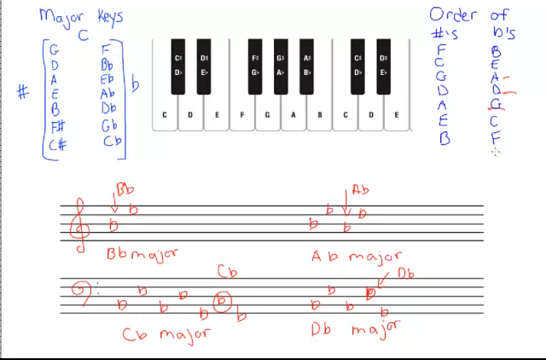 Major Keys
C
G F
D Bb
A Eb
E Ab
B Db
F# Gb
C# Cb
#
b
C# D# F# G# A# C# D#
Db Eb Gb Ab Bb Db Eb
C D E F G A B C D E
Order of
#'s b's
F B
C E
G A
D D
A G
E C
B F
Bb
b b
Bb major
Ab
b b b b
Ab major
Cb
b b b b b b b
Cb major
Db
b b b b b
Db major